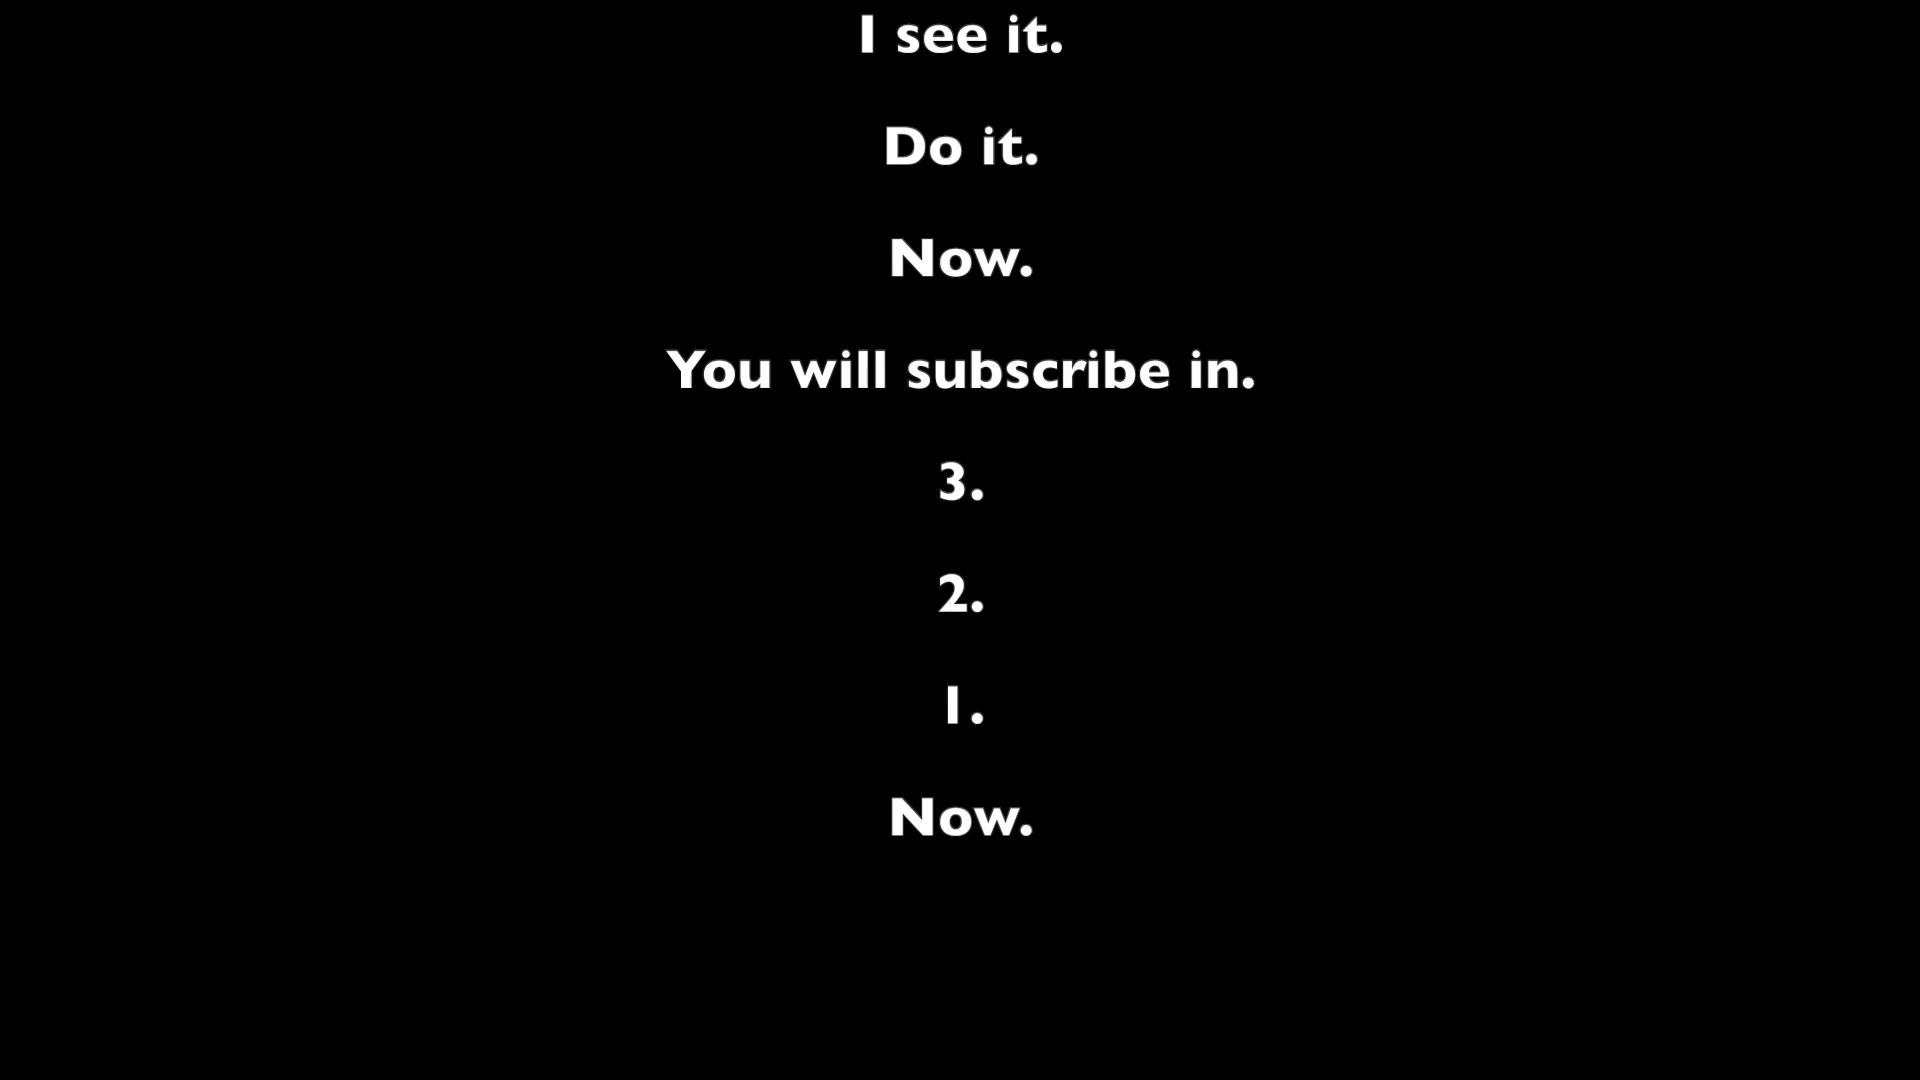 I see it.
Do it.
Now.
You will subscribe in.
3.
2.
1.
Now.